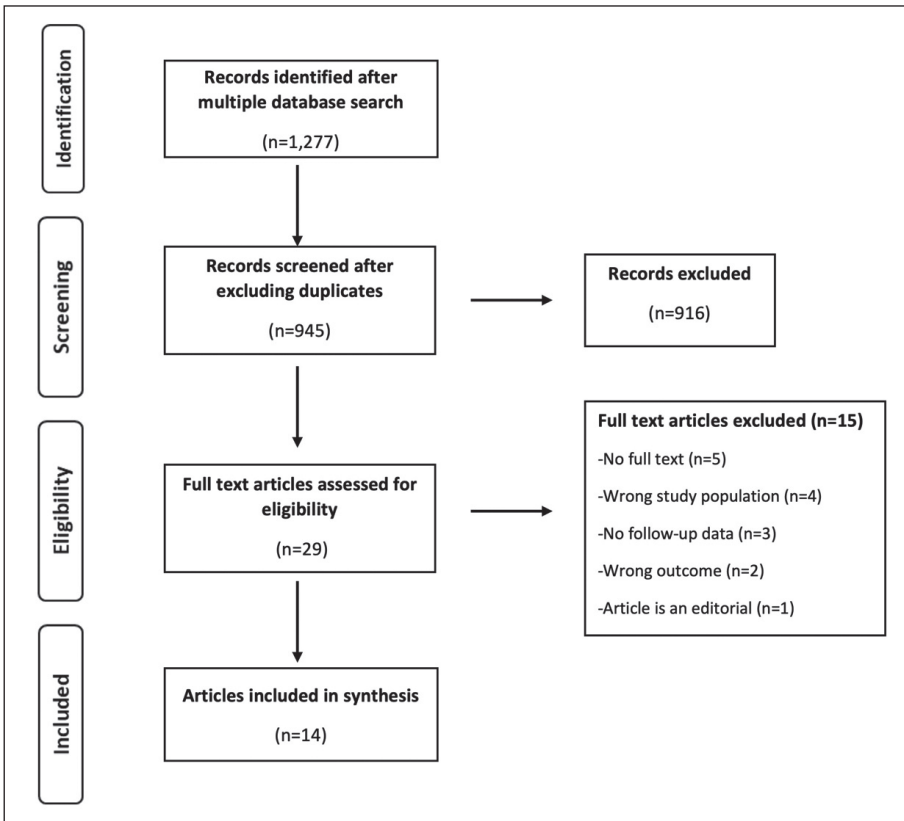 Identification
Records identified after
multiple database search
(n=1,277)
Screening
Records screened after
excluding duplicates
(n=945)
Records excluded
(n=916)
Eligibility
Full text articles assessed for
eligibility
(n=29)
Full text articles excluded (n=15)
-No full text (n=5)
-Wrong study population (n=4)
-No follow-up data (n=3)
-Wrong outcome (n=2)
-Article is an editorial (n=1)
Included
Articles included in synthesis
(n=14)